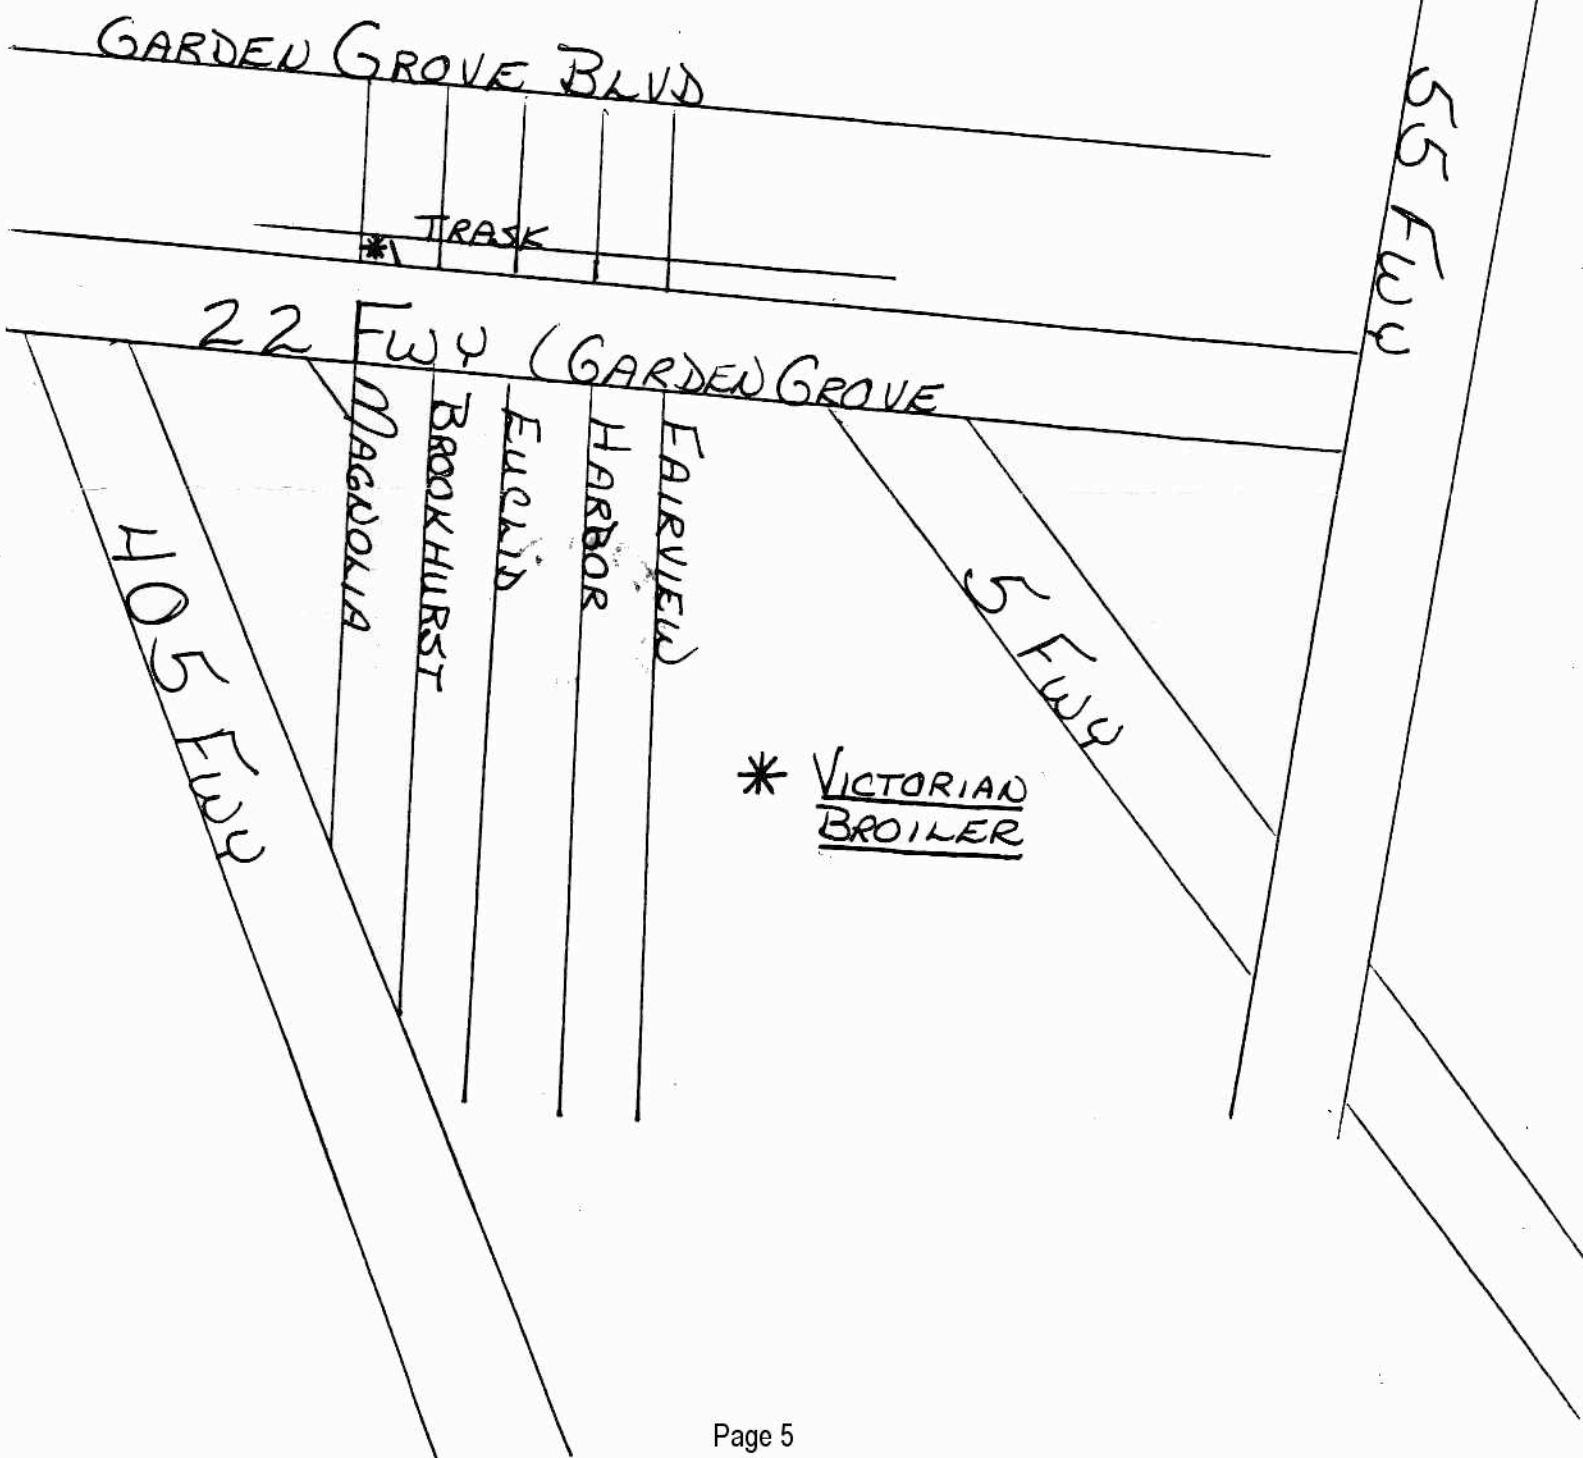 GARDEN GROVE BLVD
55 FWY
TRASK
22 FWY (GARDEN GROVE
MAGNOLIA
BROOKHURST
EUCLID
HARBOR
FAIRVIEW
405 FWY
5 FWY
* VICTORIAN
BROILER
Page 5